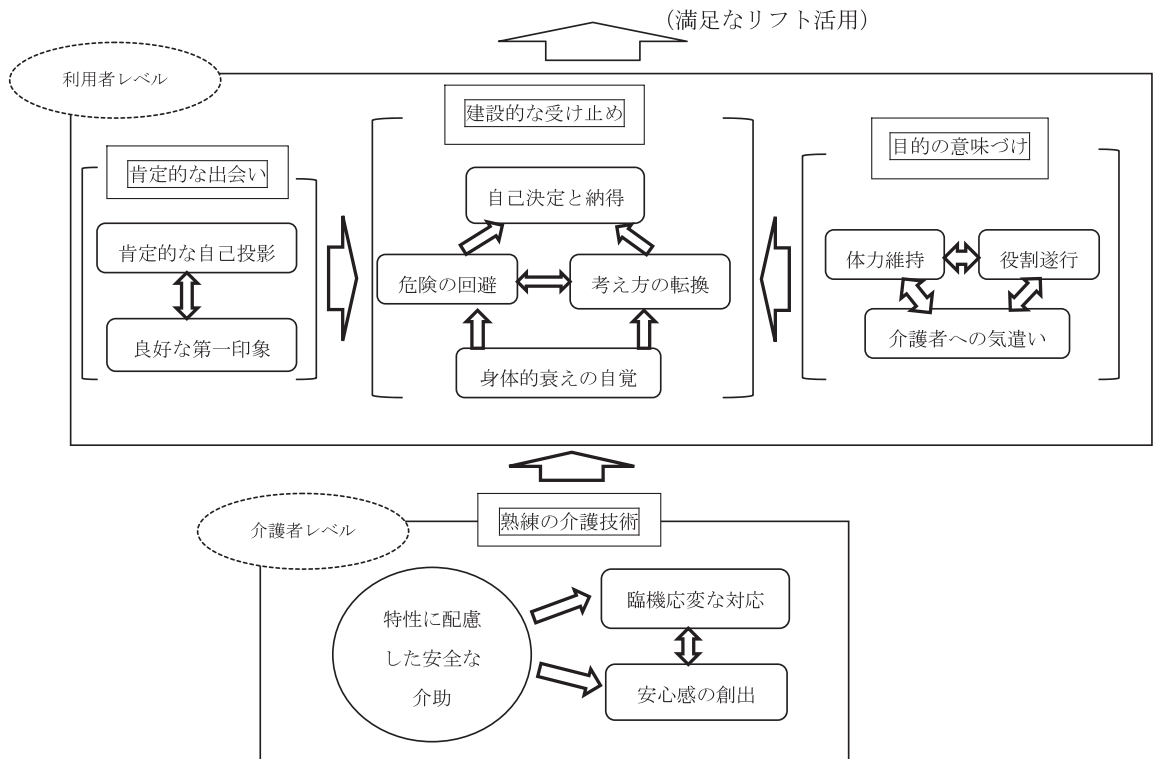 (満足なリフト活用)
利用者レベル
肯定的な出会い
肯定的な自己投影
良好な第一印象
建設的な受け止め
自己決定と納得
危険の回避
考え方の転換
身体的衰えの自覚
目的の意味づけ
体力維持
役割遂行
介護者への気遣い
介護者レベル
熟練の介護技術
特性に配慮
した安全な
介助
臨機応変な対応
安心感の創出